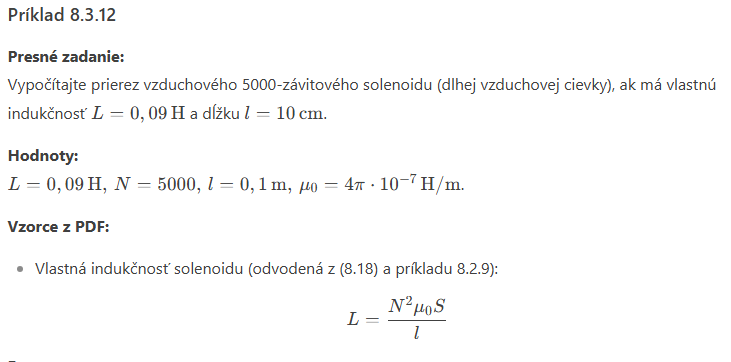 Príklad 8.3.12
Presné zadanie:
Vypočítajte prierez vzduchového 5000-závitového solenoidu (dlhej vzduchovej cievky), ak má vlastnú
indukčnosť L = 0, 09 H a dĺžku l = 10 cm.
Hodnoty:
L = 0, 09 H, N = 5000, l = 0, 1 m, μ₀ = 4π · 10⁻⁷ H/m.
Vzorce z PDF:
• Vlastná indukčnosť solenoidu (odvodená z (8.18) a príkladu 8.2.9):
L = N²μ₀S / l